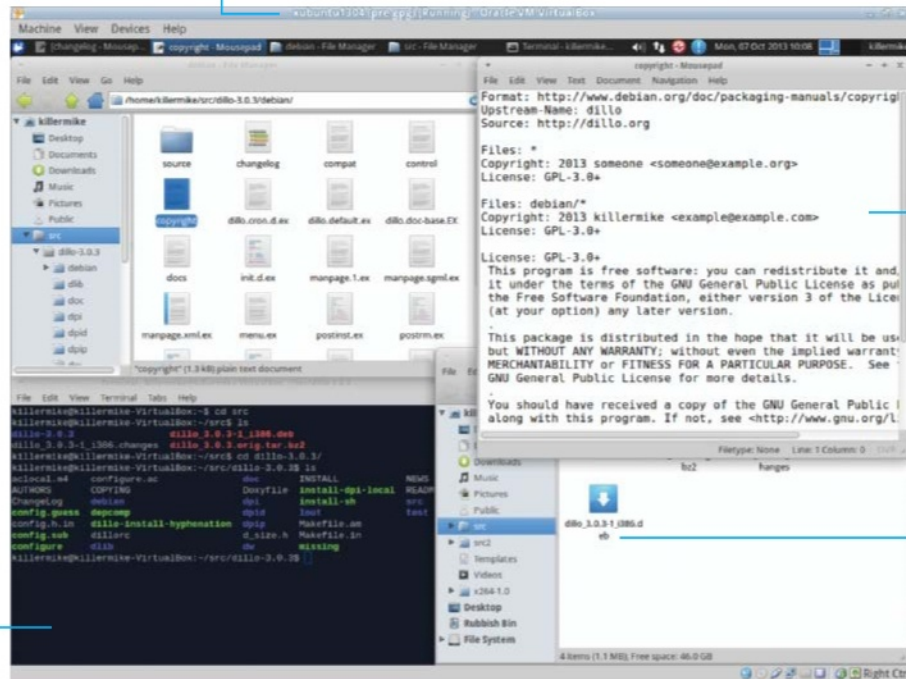 xubuntu1304 (pre gpg) [Running] - Oracle VM VirtualBox
Machine View Devices Help
[changelog - Mousep... copyright - Mousepad debian - File Manager src - File Manager Terminal - killermike... Mon, 07 Oct 2013 10:08 killermike
File Edit View Go Help
/home/killermike/src/dillo-3.0.3/debian/
killermike
Desktop
Documents
Downloads
Music
Pictures
Public
src
dillo-3.0.3
debian
dlib
doc
dpi
dpid
dpip
source changelog compat control
copyright dillo.cron.d.ex dillo.default.ex dillo.doc-base.EX
docs init.d.ex manpage.1.ex manpage.sgml.ex
manpage.xml.ex menu.ex postinst.ex postrm.ex
"copyright" (1.3 kB) plain text document
copyright - Mousepad
File Edit View Text Document Navigation Help
Format: http://www.debian.org/doc/packaging-manuals/copyrig
Upstream-Name: dillo
Source: http://dillo.org
Files: *
Copyright: 2013 someone <someone@example.org>
License: GPL-3.0+
Files: debian/*
Copyright: 2013 killermike <example@example.com>
License: GPL-3.0+
License: GPL-3.0+
This program is free software: you can redistribute it and
it under the terms of the GNU General Public License as pu
the Free Software Foundation, either version 3 of the Lice
(at your option) any later version.
.
This package is distributed in the hope that it will be us
but WITHOUT ANY WARRANTY; without even the implied warrant
MERCHANTABILITY or FITNESS FOR A PARTICULAR PURPOSE. See
GNU General Public License for more details.
.
You should have received a copy of the GNU General Public L
along with this program. If not, see <http://www.gnu.org/l
Filetype: None Line: 1 Column: 0 OVR
File Edit View Terminal Tabs Help
killermike@killermike-VirtualBox:~$ cd src
killermike@killermike-VirtualBox:~/src$ ls
dillo-3.0.3 dillo_3.0.3-1_i386.deb
dillo_3.0.3-1_i386.changes dillo_3.0.3.orig.tar.bz2
killermike@killermike-VirtualBox:~/src$ cd dillo-3.0.3/
killermike@killermike-VirtualBox:~/src/dillo-3.0.3$ ls
aclocal.m4 configure.ac doc INSTALL NEWS
AUTHORS COPYING Doxyfile install-dpi-local READM
ChangeLog debian dpi install-sh src
config.guess depcomp dpid lout test
config.h.in dillo-install-hyphenation dpip Makefile.am
config.sub dillorc d_size.h Makefile.in
configure dlib dw missing
killermike@killermike-VirtualBox:~/src/dillo-3.0.3$
File Ed
kill
Downloads
Music
Pictures
Public
src
src2
Templates
Videos
x264-1.0
Desktop
Rubbish Bin
File System
bz2 hanges
dillo_3.0.3-1_i386.d
eb
4 items (1.1 MB), Free space: 46.0 GB
Right Ctr